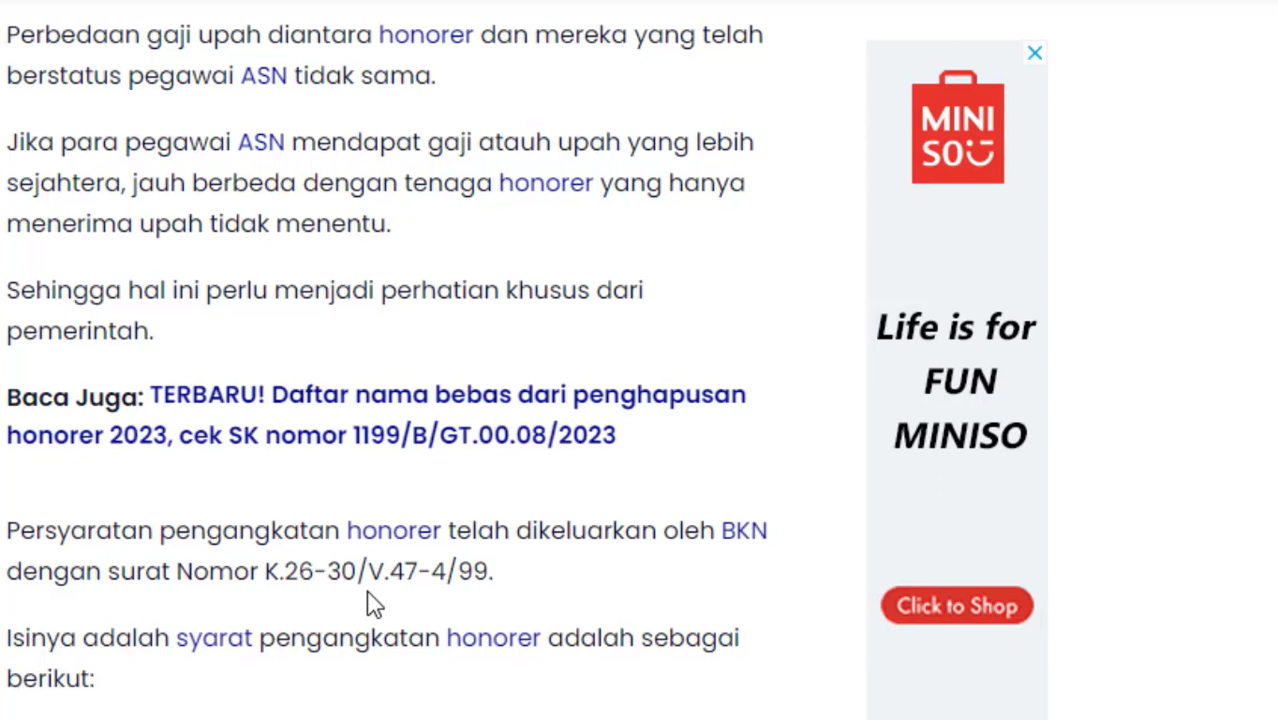 Perbedaan gaji upah diantara honorer dan mereka yang telah
berstatus pegawai ASN tidak sama.
Jika para pegawai ASN mendapat gaji atauh upah yang lebih
sejahtera, jauh berbeda dengan tenaga honorer yang hanya
menerima upah tidak menentu.
Sehingga hal ini perlu menjadi perhatian khusus dari
pemerintah.
Baca Juga: TERBARU! Daftar nama bebas dari penghapusan
honorer 2023, cek SK nomor 1199/B/GT.00.08/2023
Persyaratan pengangkatan honorer telah dikeluarkan oleh BKN
dengan surat Nomor K.26-30/V.47-4/99.
Isinya adalah syarat pengangkatan honorer adalah sebagai
berikut:
MINI
SO
Life is for
FUN
MINISO
Click to Shop